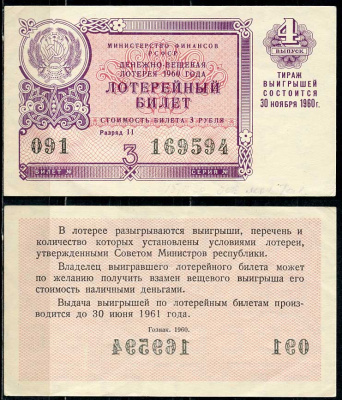 МИНИСТЕРСТВО ФИНАНСОВ
РСФСР
ДЕНЕЖНО-ВЕЩЕВАЯ
ЛОТЕРЕЯ 1960 ГОДА
ЛОТЕРЕЙНЫЙ
БИЛЕТ
СТОИМОСТЬ БИЛЕТА 3 РУБЛЯ
Разряд II
091 3 169594
БИЛЕТ № СЕРИЯ №
4
ВЫПУСК
ТИРАЖ
ВЫИГРЫШЕЙ
СОСТОИТСЯ
30 НОЯБРЯ 1960г.
В лотерее разыгрываются выигрыши, перечень и
количество которых установлены условиями лотереи,
утвержденными Советом Министров республики.
Владелец выигравшего лотерейного билета может
по желанию получить взамен вещевого выигрыша его
стоимость наличными деньгами.
Выдача выигрышей по лотерейным билетам произ-
водится до 30 июня 1961 года.
Гознак. 1960.
169594 091